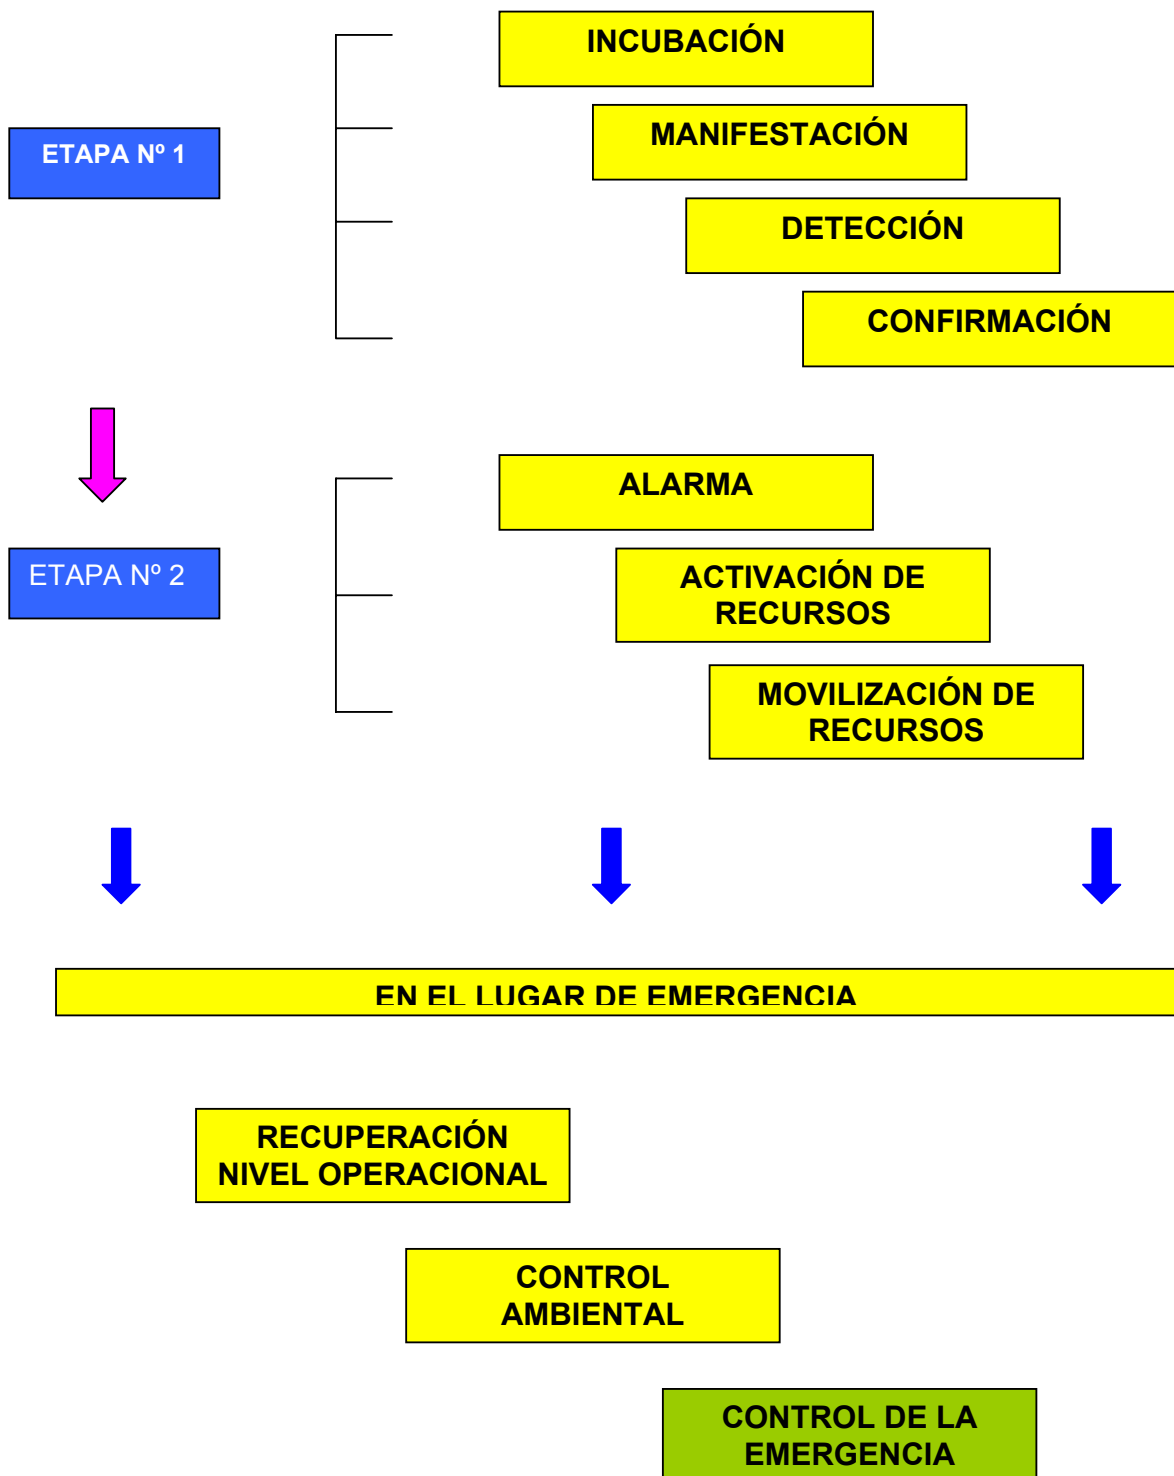 INCUBACIÓN
ETAPA Nº 1
MANIFESTACIÓN
DETECCIÓN
CONFIRMACIÓN
ALARMA
ETAPA Nº 2
ACTIVACIÓN DE
RECURSOS
MOVILIZACIÓN DE
RECURSOS
EN EL LUGAR DE EMERGENCIA
RECUPERACIÓN
NIVEL OPERACIONAL
CONTROL
AMBIENTAL
CONTROL DE LA
EMERGENCIA